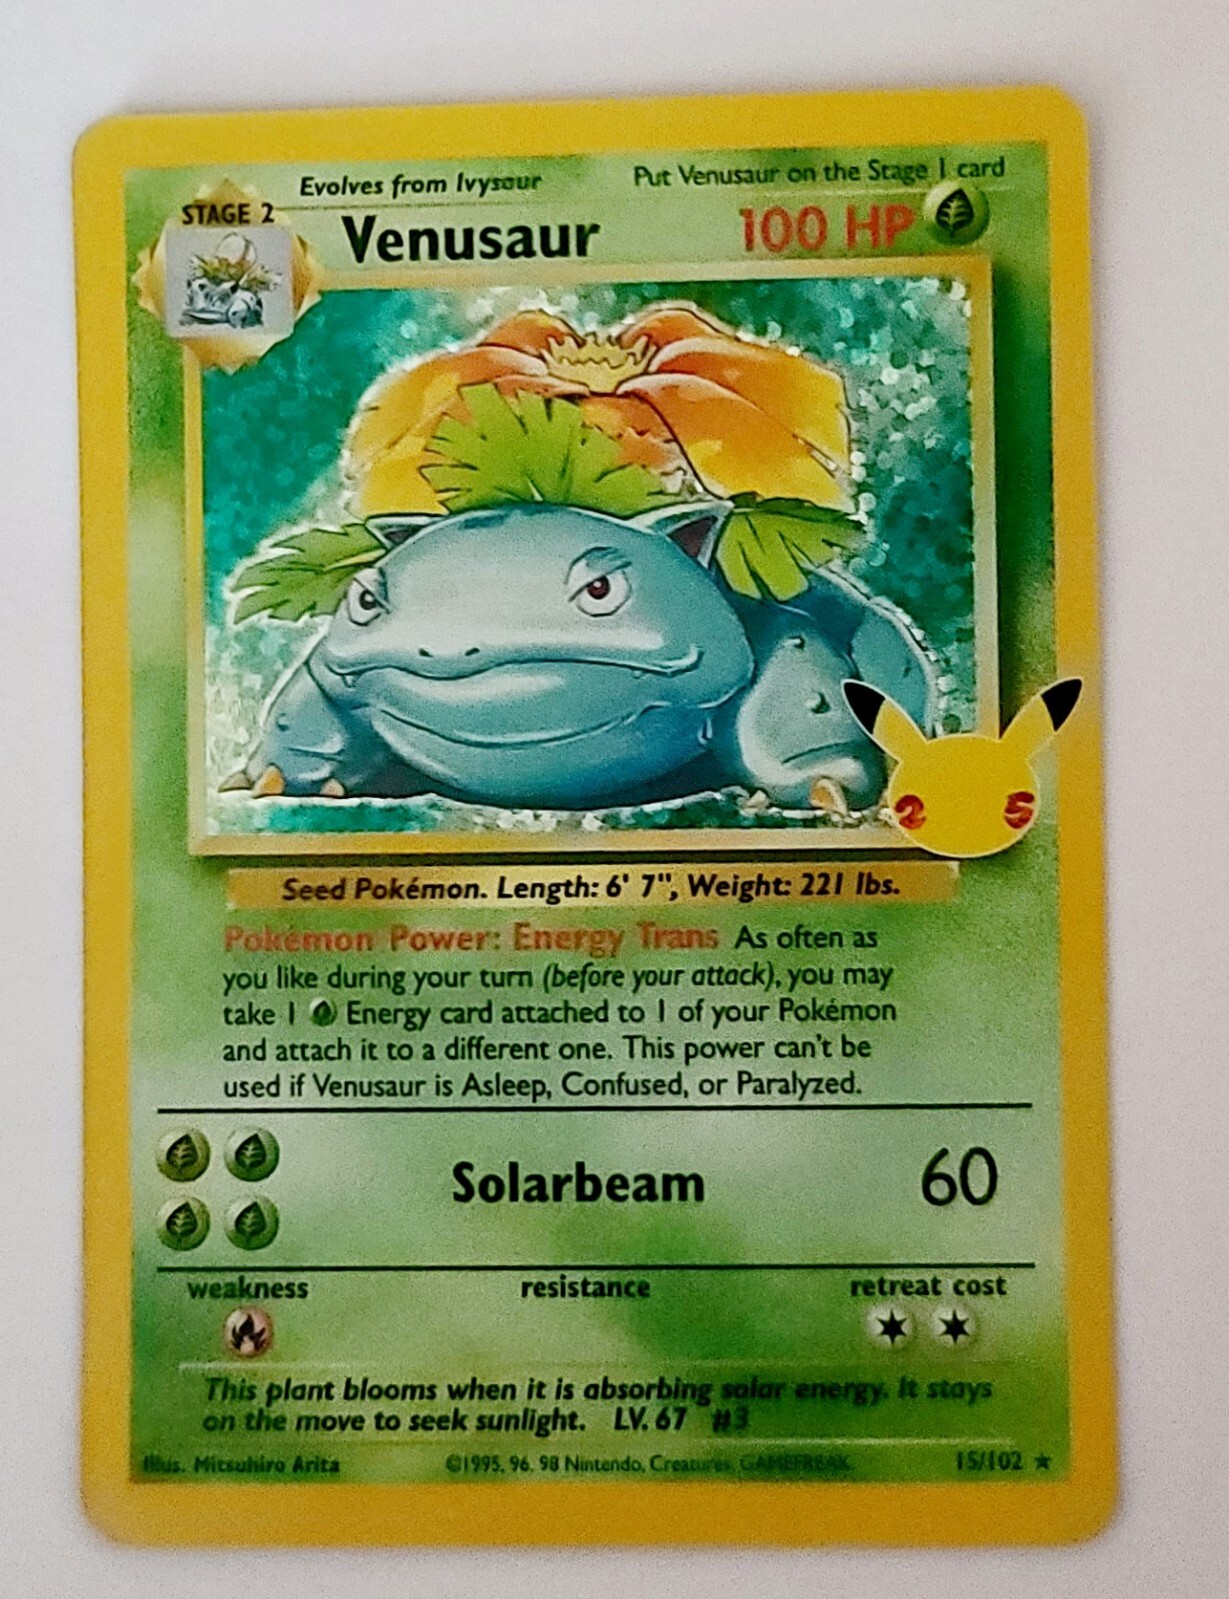 Evolves from Ivysaur
Put Venusaur on the Stage 1 card
STAGE 2
Venusaur
100 HP
25
Seed Pokémon. Length: 6' 7", Weight: 221 lbs.
Pokémon Power: Energy Trans As often as
you like during your turn (before your attack), you may
take 1 Energy card attached to 1 of your Pokémon
and attach it to a different one. This power can't be
used if Venusaur is Asleep, Confused, or Paralyzed.
Solarbeam 60
weakness resistance retreat cost
This plant blooms when it is absorbing solar energy. It stays
on the move to seek sunlight. LV. 67 #3
Illus. Mitsuhiro Arita ©1995, 96, 98 Nintendo, Creatures, GAMEFREAK. 15/102 ★